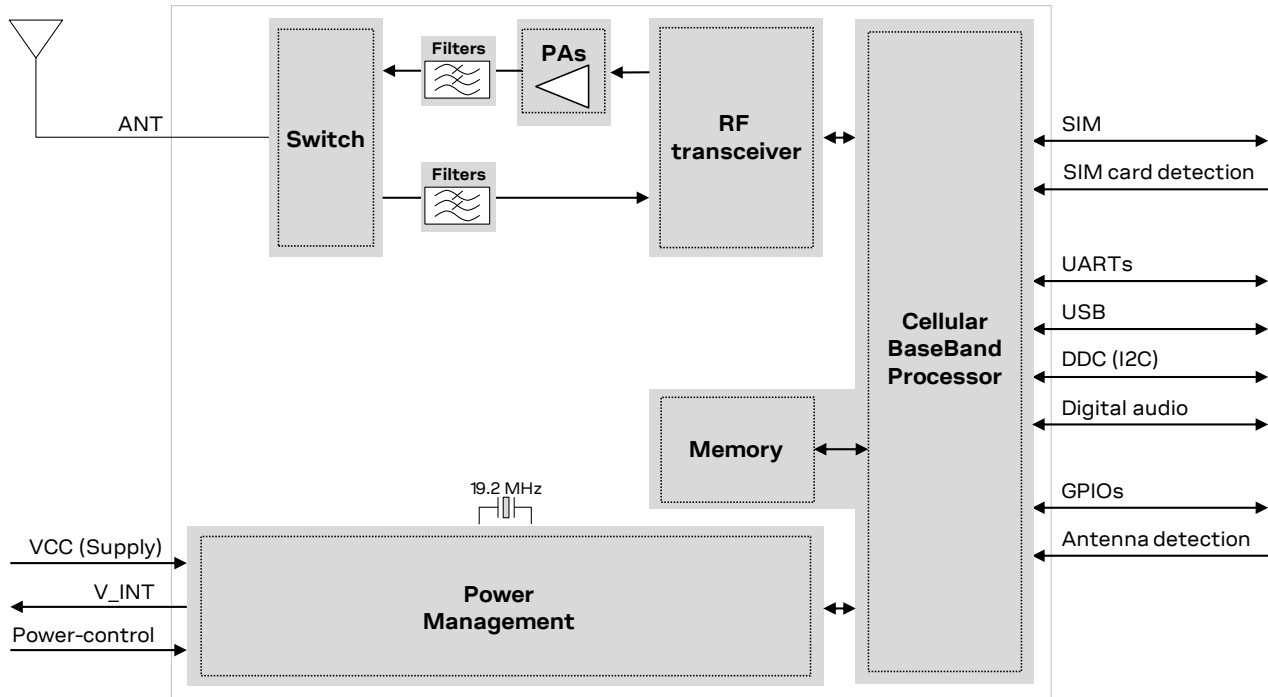 Filters
PAs
ANT
Switch
RF
transceiver
Filters
SIM
SIM card detection
UARTs
USB
Cellular
BaseBand
Processor
DDC (I2C)
Digital audio
Memory
GPIOs
Antenna detection
19.2 MHz
VCC (Supply)
V_INT
Power-control
Power
Management